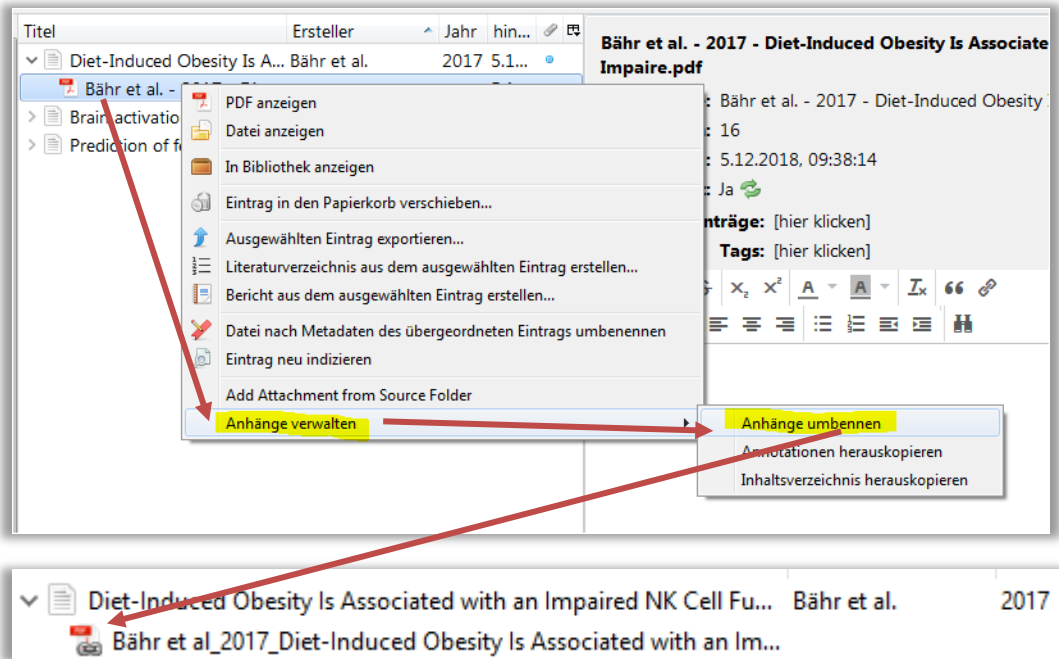 Titel Ersteller Jahr hin...
Diet-Induced Obesity Is A... Bähr et al. 2017 5.1...
Bähr et al. -
Brain activatio
Prediction of f
PDF anzeigen
Datei anzeigen
In Bibliothek anzeigen
Eintrag in den Papierkorb verschieben...
Ausgewählten Eintrag exportieren...
Literaturverzeichnis aus dem ausgewählten Eintrag erstellen...
Bericht aus dem ausgewählten Eintrag erstellen...
Datei nach Metadaten des übergeordneten Eintrags umbenennen
Eintrag neu indizieren
Add Attachment from Source Folder
Anhänge verwalten
Anhänge umbennen
Annotationen herauskopieren
Inhaltsverzeichnis herauskopieren
Bähr et al. - 2017 - Diet-Induced Obesity Is Associate
Impaire.pdf
: Bähr et al. - 2017 - Diet-Induced Obesity
: 16
: 5.12.2018, 09:38:14
: Ja
nträge: [hier klicken]
Tags: [hier klicken]
Diet-Induced Obesity Is Associated with an Impaired NK Cell Fu... Bähr et al. 2017
Bähr et al_2017_Diet-Induced Obesity Is Associated with an Im...